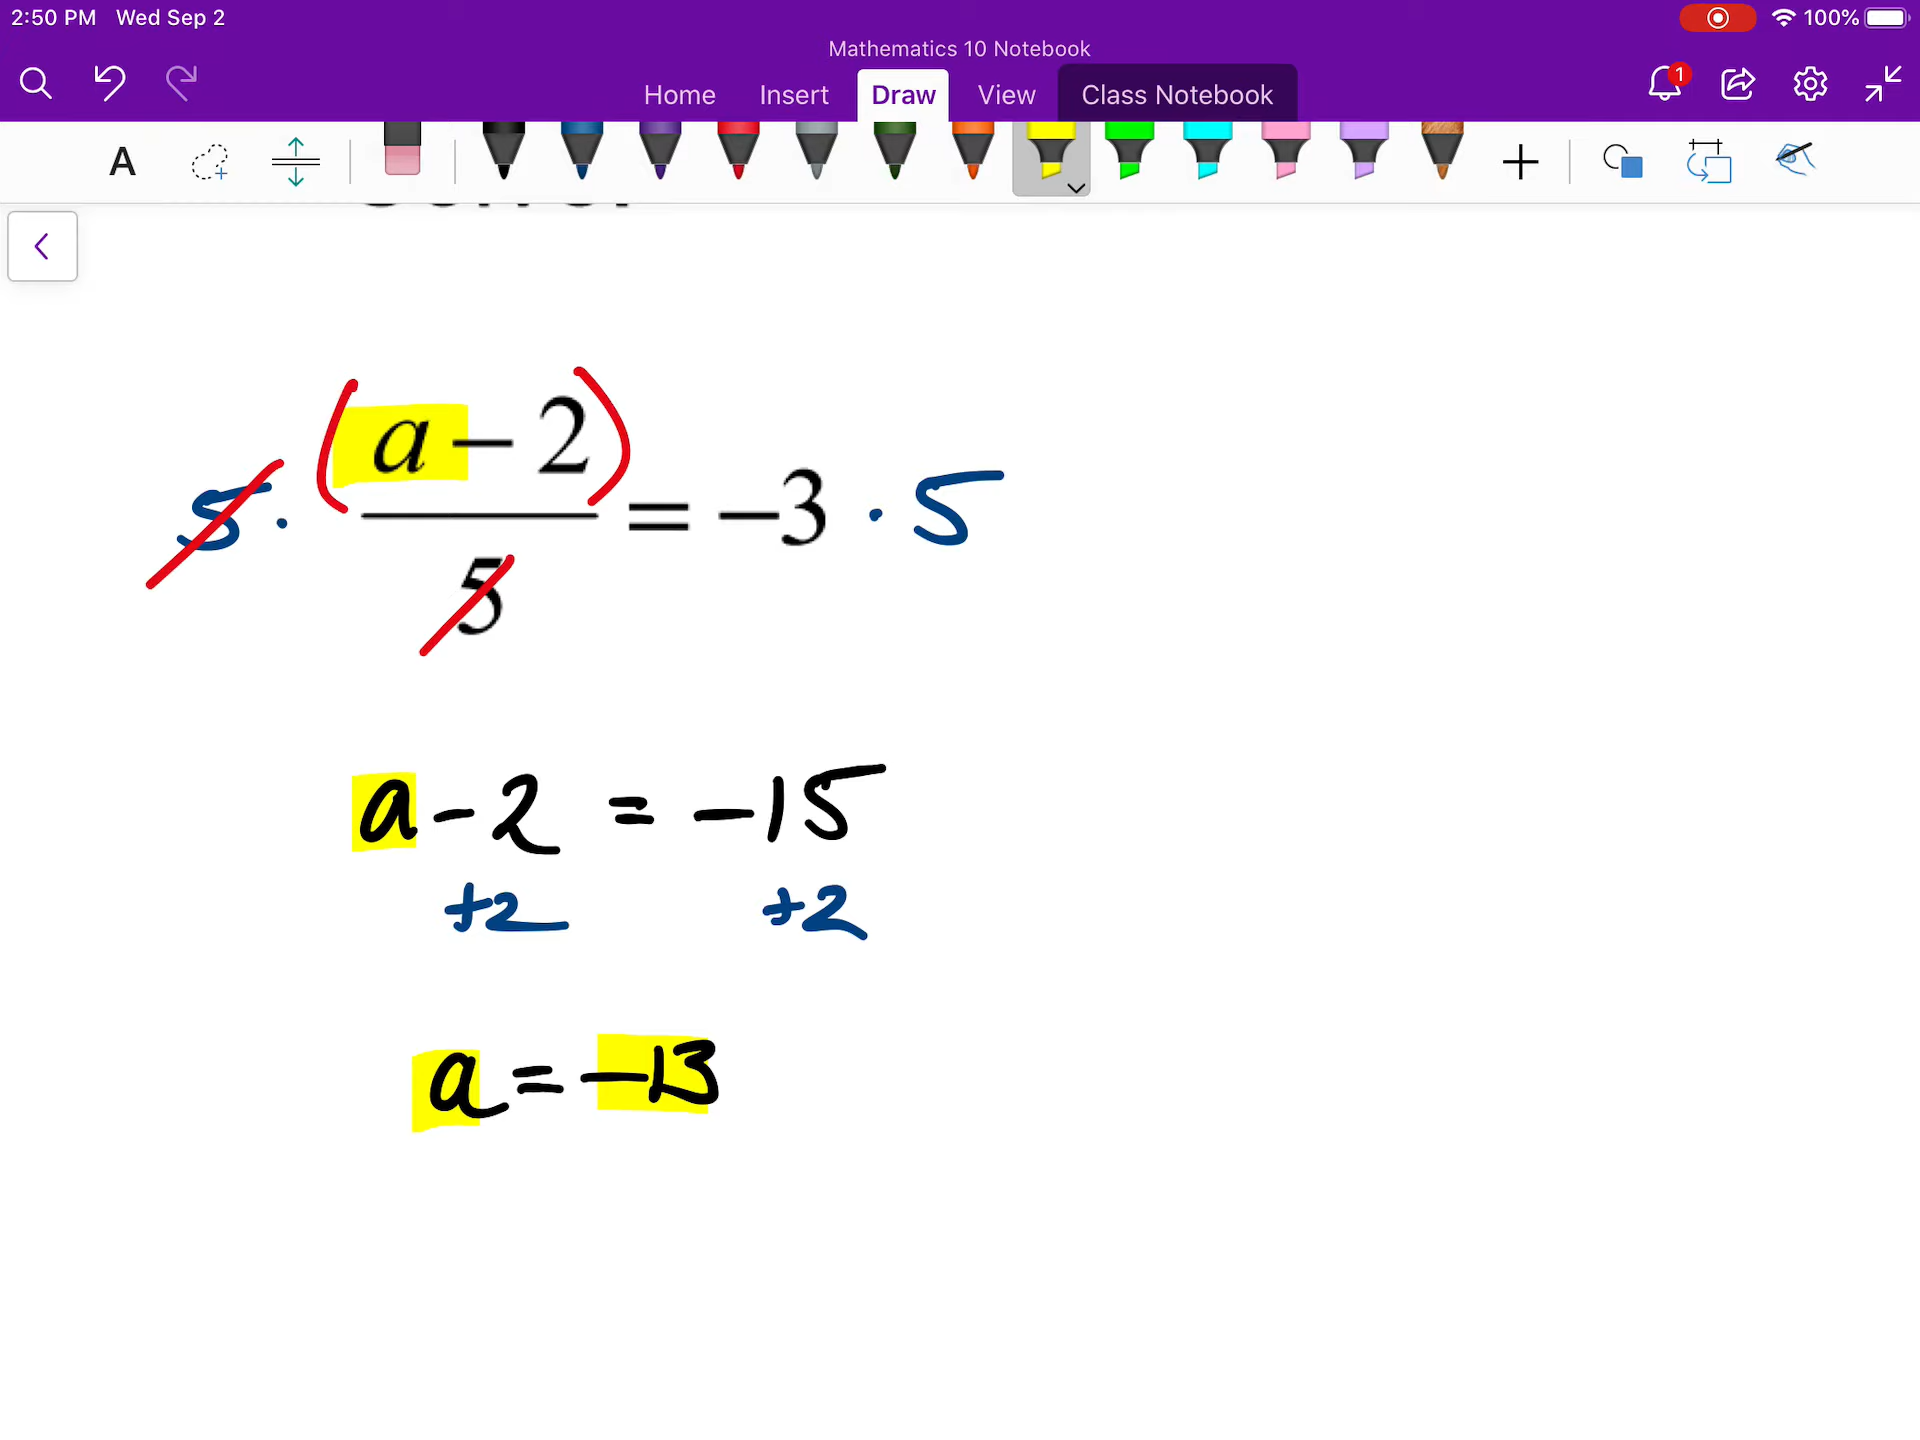 2:50 PM Wed Sep 2 100%
Mathematics 10 Notebook
Home Insert Draw View Class Notebook 1
A
5 · (a - 2) / 5 = -3 · 5
a - 2 = -15
+2 +2
a = -13